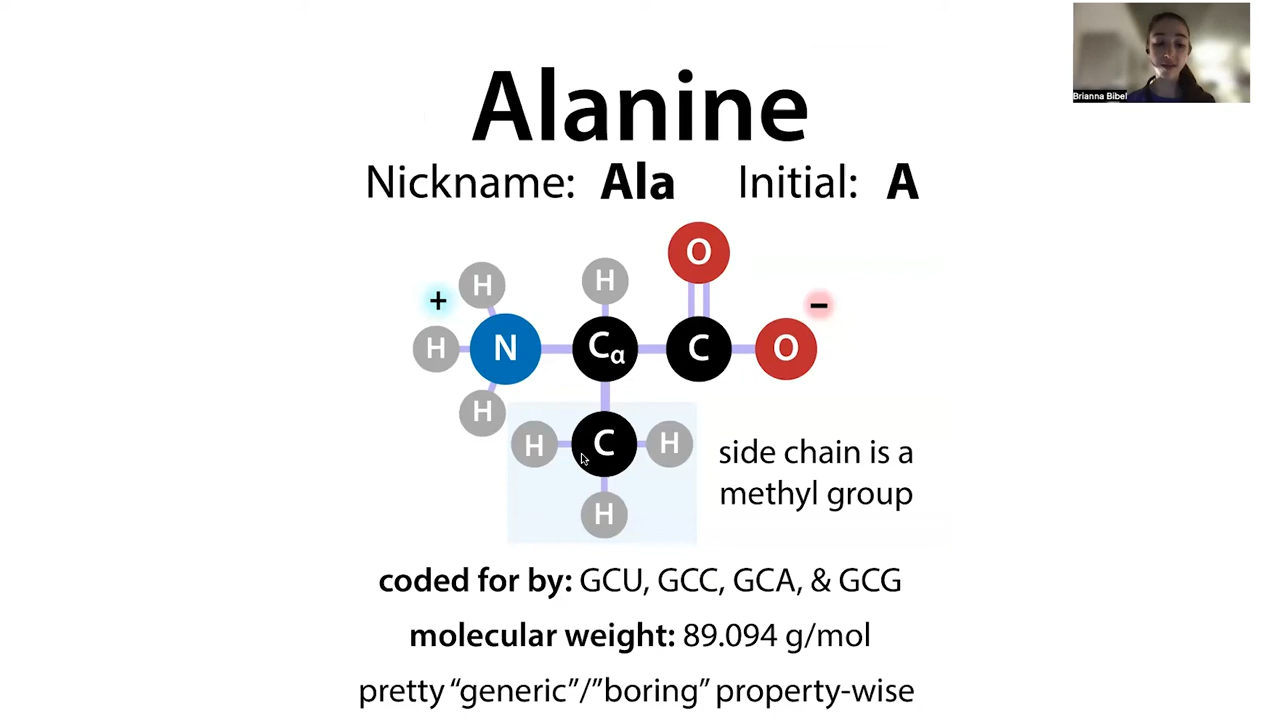 Brianna Bibel
Alanine
Nickname: Ala Initial: A
O
+ H H −
H N Cα C O
H
H C H
side chain is a
methyl group
H
coded for by: GCU, GCC, GCA, & GCG
molecular weight: 89.094 g/mol
pretty “generic”/”boring” property-wise